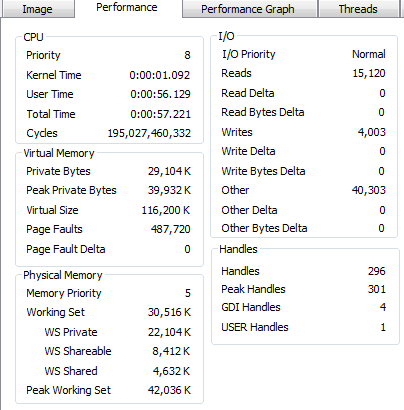 Image Performance Performance Graph Threads
CPU
Priority 8
Kernel Time 0:00:01.092
User Time 0:00:56.129
Total Time 0:00:57.221
Cycles 195,027,460,332
Virtual Memory
Private Bytes 29,104 K
Peak Private Bytes 39,932 K
Virtual Size 116,200 K
Page Faults 487,720
Page Fault Delta 0
Physical Memory
Memory Priority 5
Working Set 30,516 K
WS Private 22,104 K
WS Shareable 8,412 K
WS Shared 4,632 K
Peak Working Set 42,036 K
I/O
I/O Priority Normal
Reads 15,120
Read Delta 0
Read Bytes Delta 0
Writes 4,003
Write Delta 0
Write Bytes Delta 0
Other 40,303
Other Delta 0
Other Bytes Delta 0
Handles
Handles 296
Peak Handles 301
GDI Handles 4
USER Handles 1